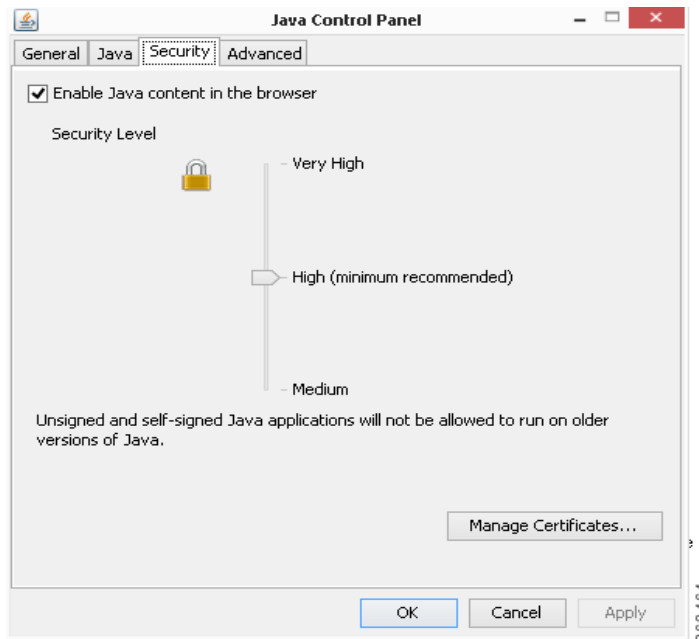 Java Control Panel
General Java Security Advanced
Enable Java content in the browser
Security Level
Very High
High (minimum recommended)
Medium
Unsigned and self-signed Java applications will not be allowed to run on older
versions of Java.
Manage Certificates...
e
OK Cancel Apply